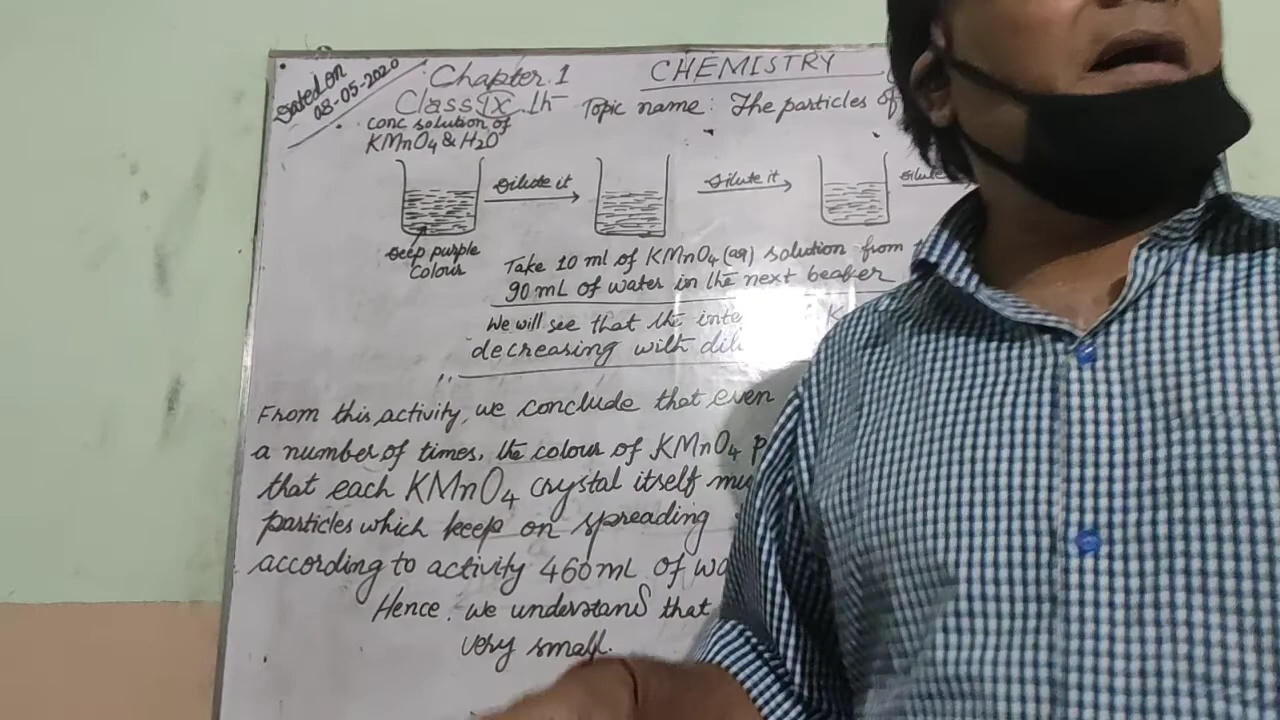 Dated on
08-05-2020
Chapter.1
CHEMISTRY
Class IX th
Topic name: The particles of
conc solution of
KMnO4 & H2O
Dilute it
Dilute it
Dilute
Deep purple
colour
Take 10 ml of KMnO4 (aq) solution from
90 mL of water in the next beaker
We will see that the inte K
decreasing with dil
From this activity, we conclude that even
a number of times, the colour of KMnO4 p
that each KMnO4 crystal itself mu
particles which keep on spreading
according to activity 460 mL of wa
Hence. we understand that
very small.